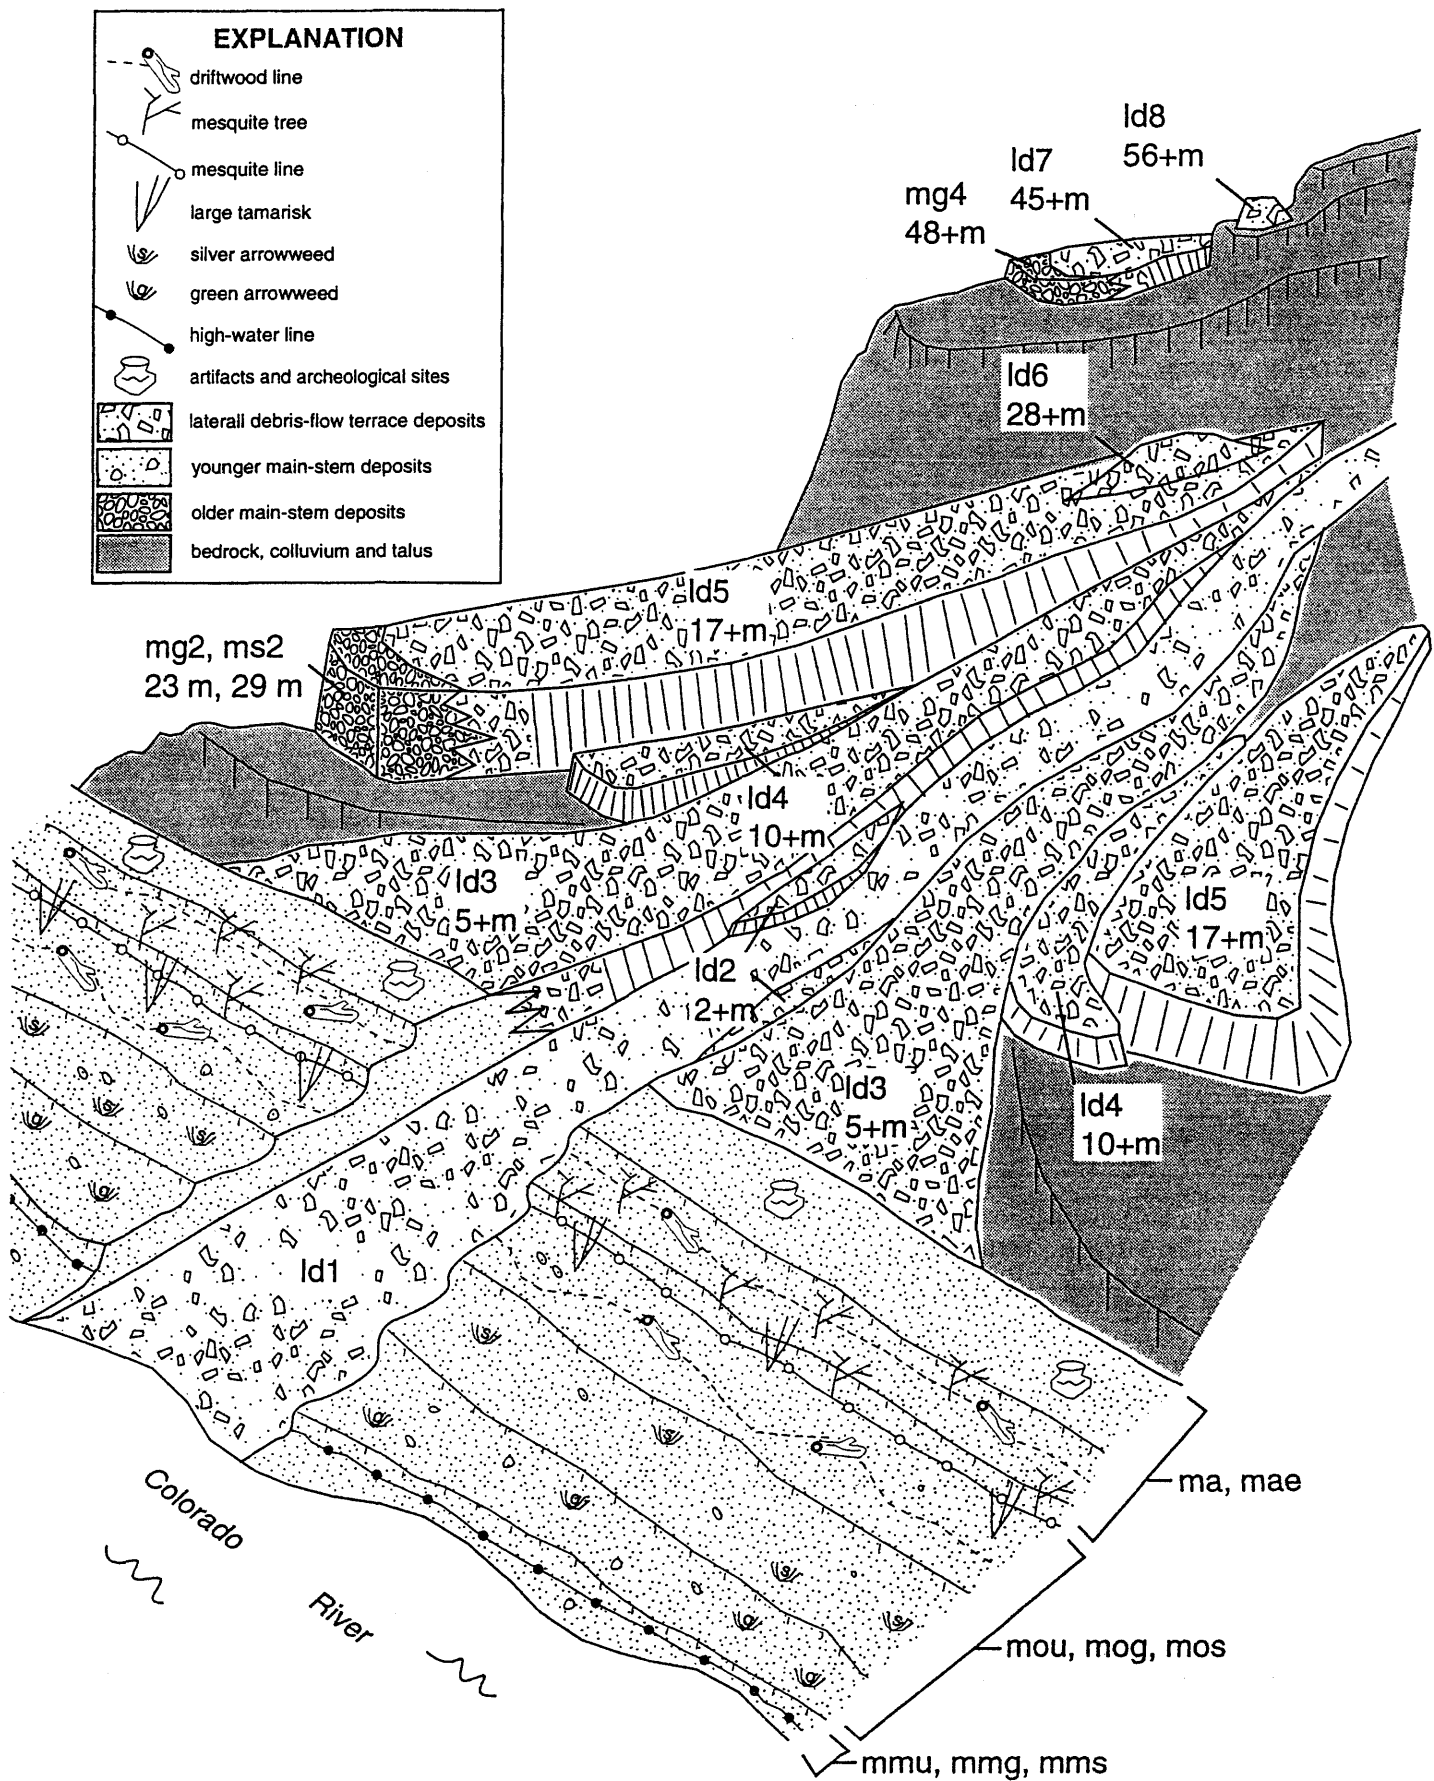 EXPLANATION
driftwood line
mesquite tree
mesquite line
large tamarisk
silver arrowweed
green arrowweed
high-water line
artifacts and archeological sites
laterall debris-flow terrace deposits
younger main-stem deposits
older main-stem deposits
bedrock, colluvium and talus
s
g
ld8
56+m
ld7
45+m
mg4
48+m
ld6
28+m
ld5
17+m
mg2, ms2
23 m, 29 m
ld4
10+m
ld3
5+m
ld5
17+m
ld2
2+m
s
ld3
5+m
ld4
10+m
s
g
s
g
ld1
s
g
s
g
s
g
s
g
Colorado
River
ma, mae
mou, mog, mos
mmu, mmg, mms